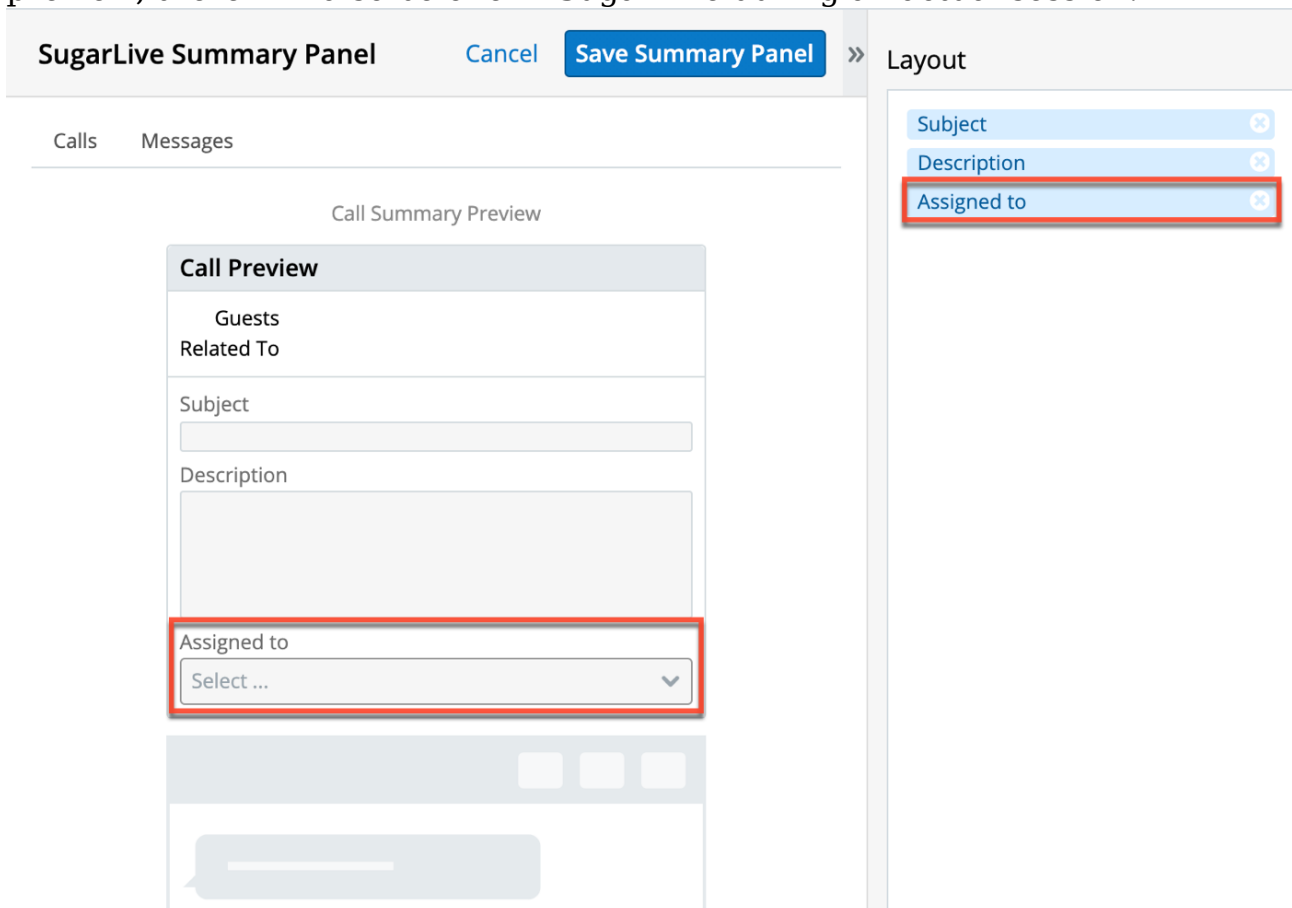 SugarLive Summary Panel
Cancel
Save Summary Panel
»
Layout
Calls
Messages
Subject
Description
Assigned to
Call Summary Preview
Call Preview
Guests
Related To
Subject
Description
Assigned to
Select ...